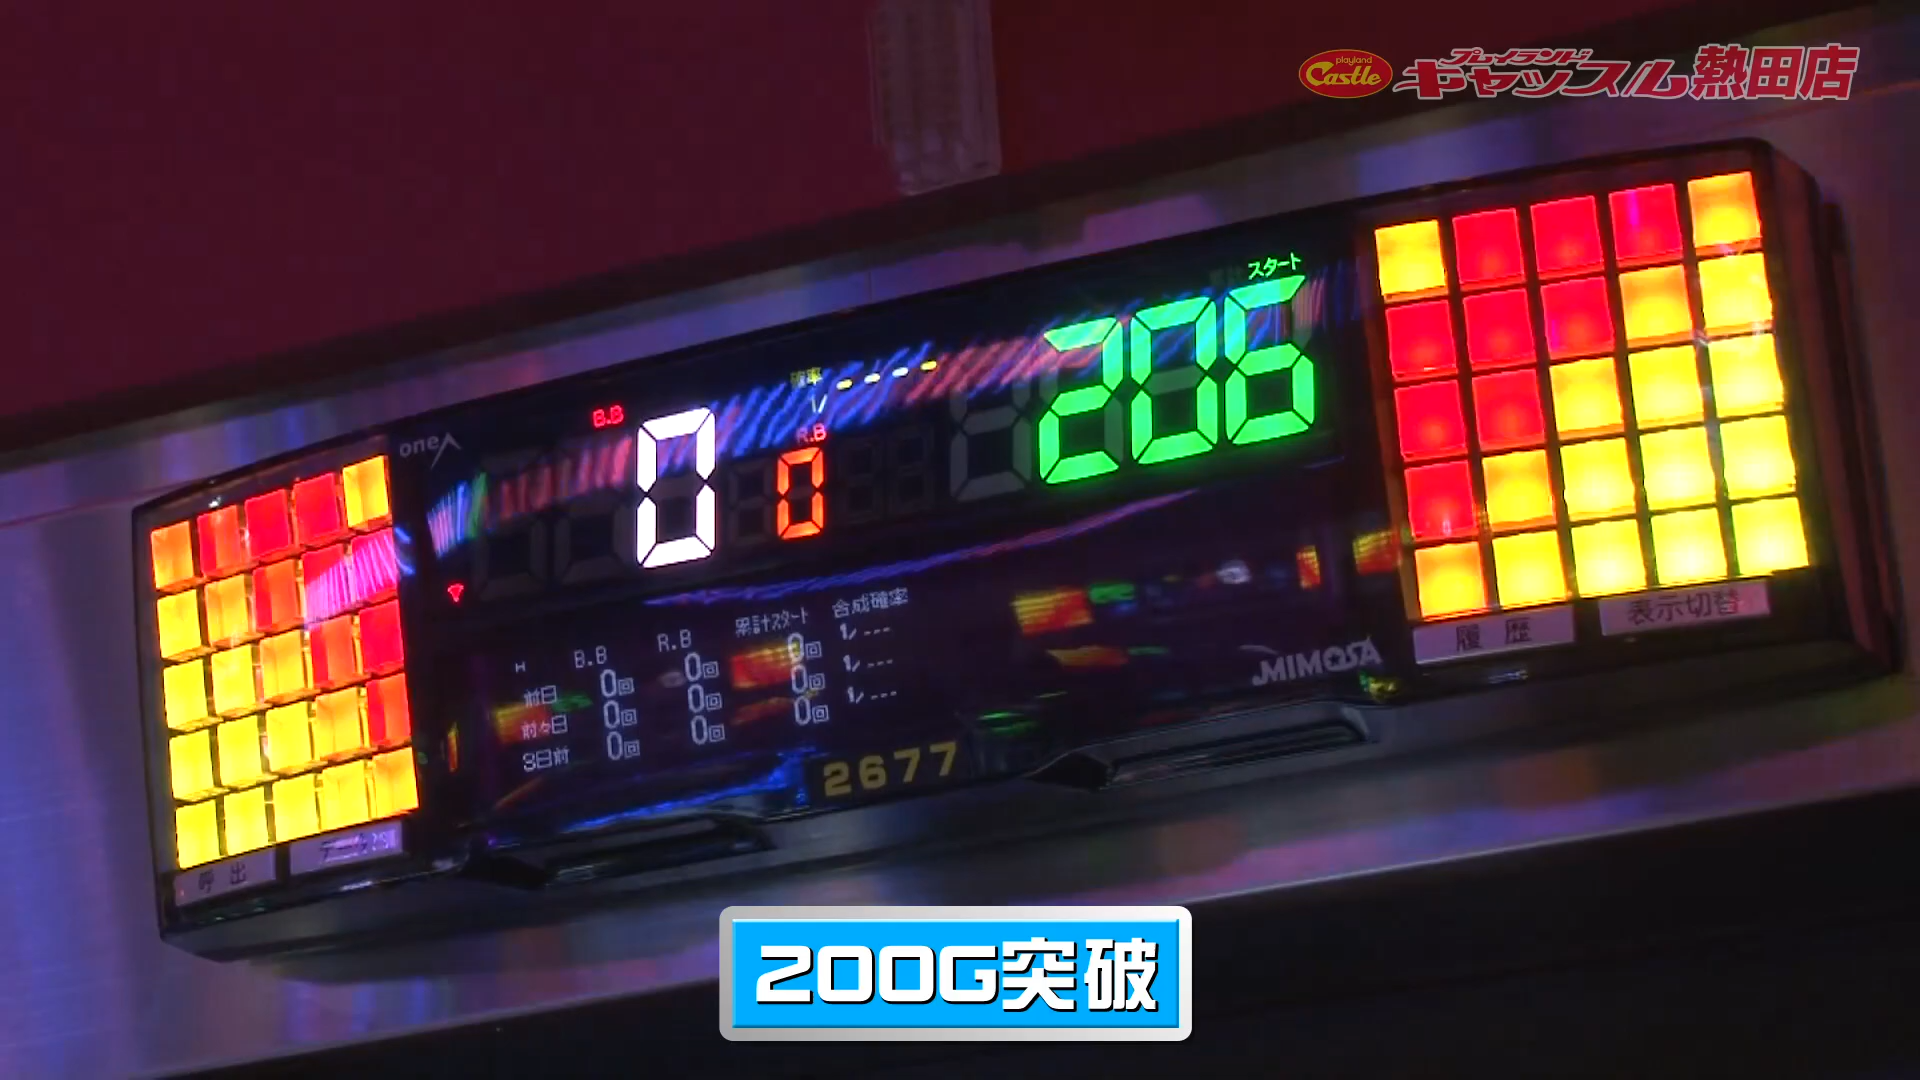 playland Castle プレイランド キャッスル熱田店
スタート
206
確率 ----
1/
B.B 0
R.B 0
oneA
B.B R.B 累計スタート 合成確率
前日 0回 0回 0回 1/---
前々日 0回 0回 0回 1/---
3日前 0回 0回 0回 1/---
MIMOSA
履歴 表示切替
2677
呼出
200G突破